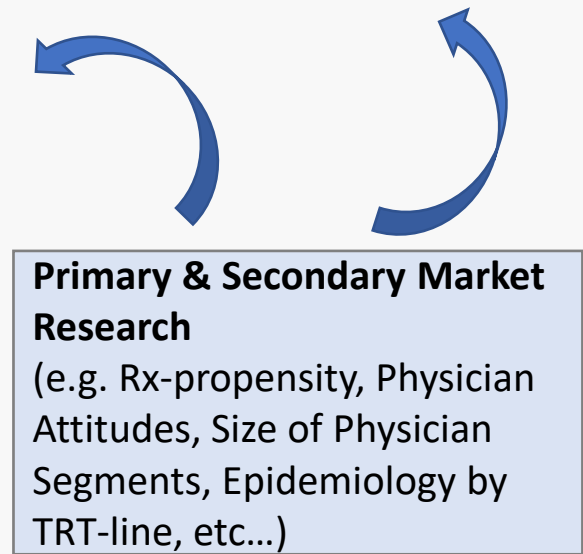 Primary & Secondary Market
Research
(e.g. Rx-propensity, Physician
Attitudes, Size of Physician
Segments, Epidemiology by
TRT-line, etc…)